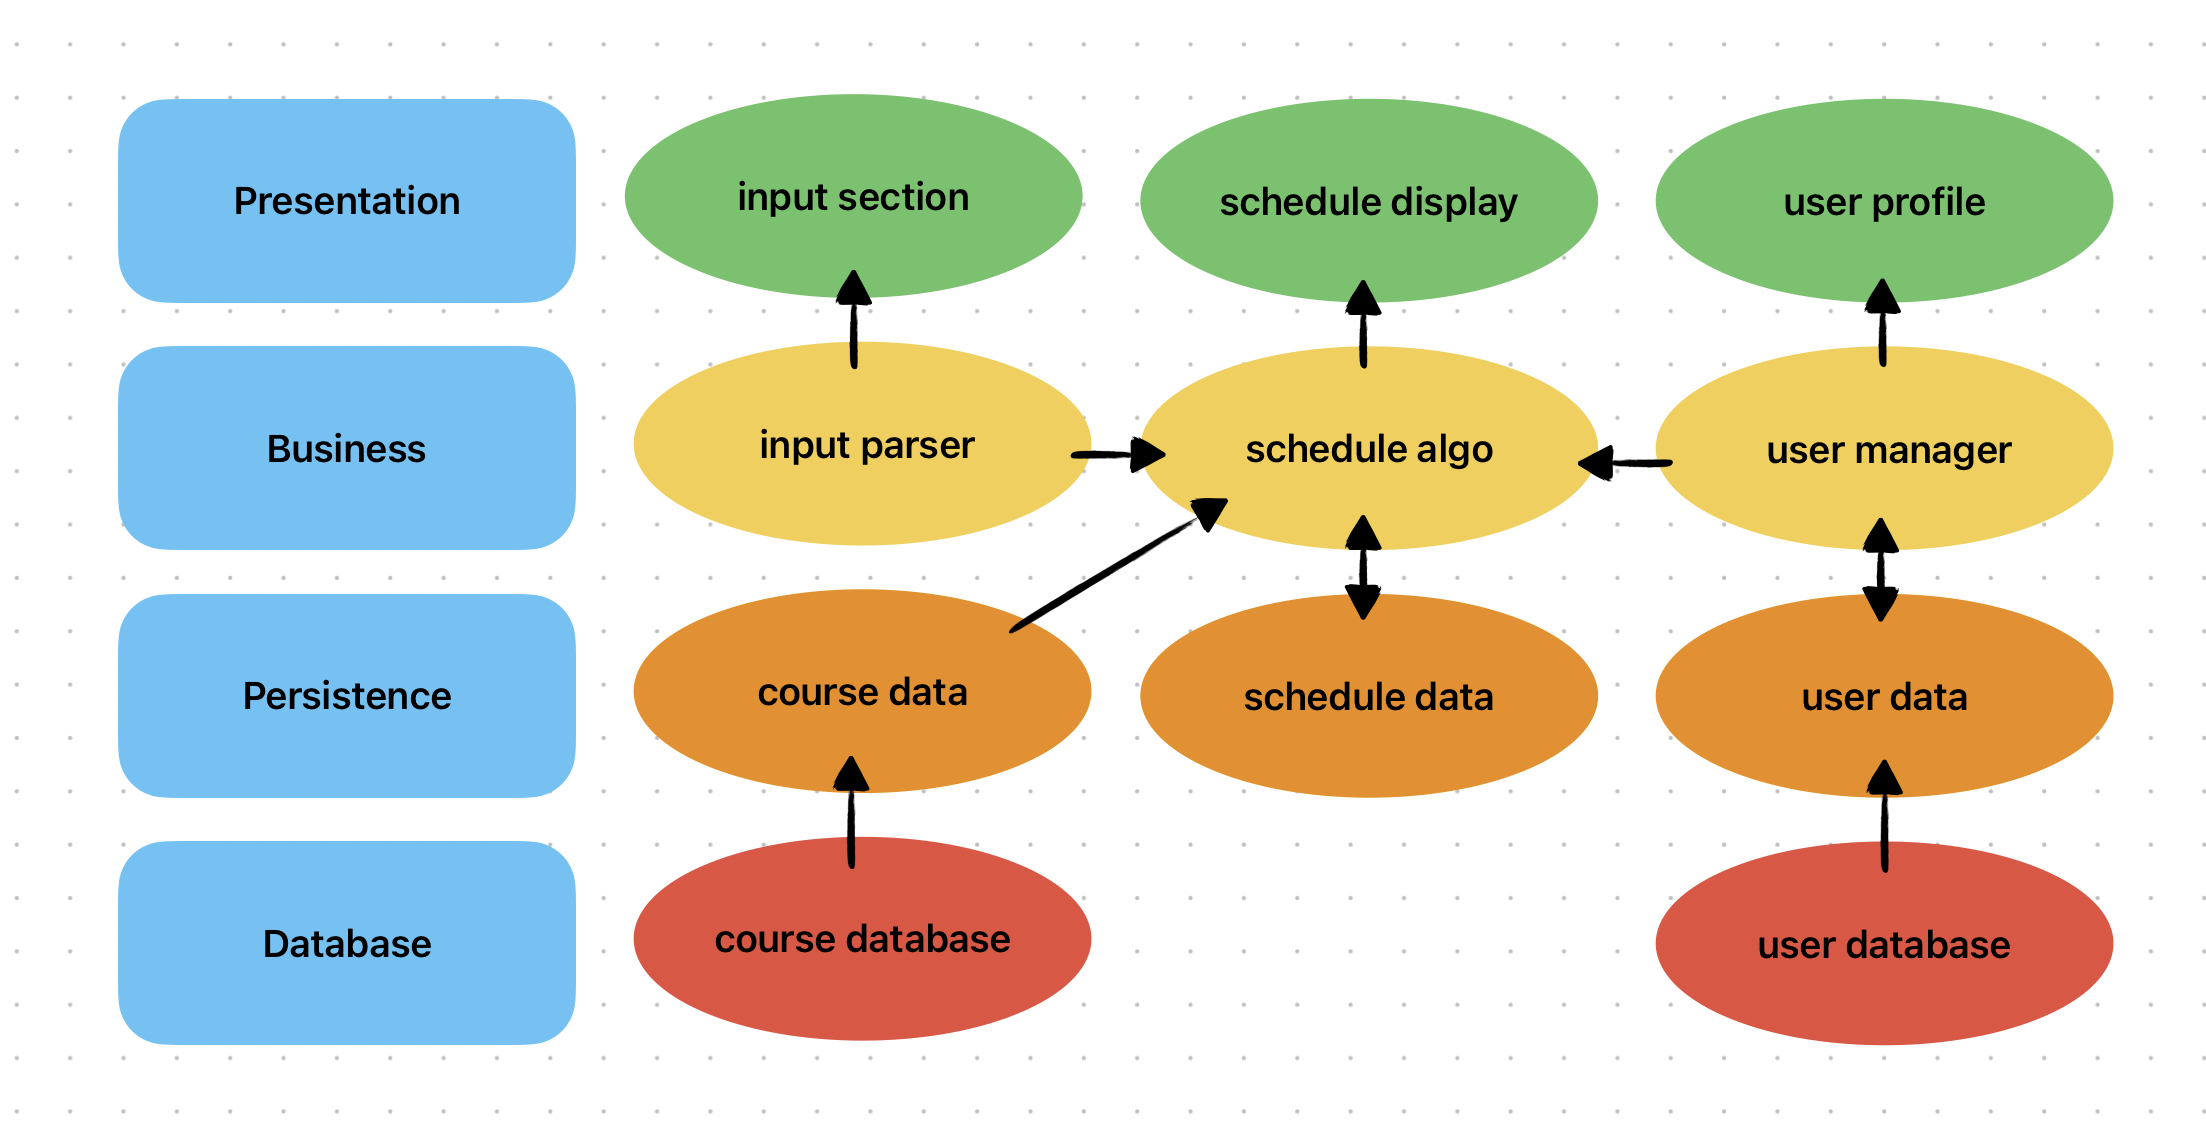 Presentation
input section
schedule display
user profile
Business
input parser
schedule algo
user manager
Persistence
course data
schedule data
user data
Database
course database
user database